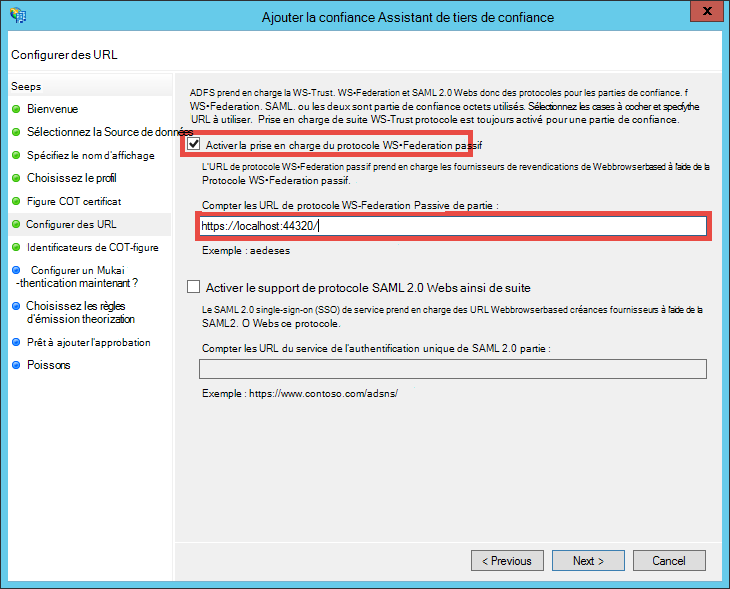 Ajouter la confiance Assistant de tiers de confiance
X
Configurer des URL
Seeps
Bienvenue
Sélectionnez la Source de données
Spécifiez le nom d'affichage
Choisissez le profil
Figure COT certificat
Configurer des URL
Identificateurs de COT-figure
Configurer un Mukai
-thentication maintenant ?
Choisissez les règles
d'émission theorization
Prêt à ajouter l'approbation
Poissons
ADFS prend en charge la WS-Trust. WS•Federation et SAML 2.0 Webs donc des protocoles pour les parties de confiance. f
WS•Federation. SAML. ou les deux sont partie de confiance octets utilisés. Sélectionnez les cases à cocher et specifythe
URL à utiliser. Prise en charge de suite WS-Trust protocole est toujours activé pour une partie de confiance.
Activer la prise en charge du protocole WS•Federation passif
L'URL de protocole WS•Federation passif prend en charge les fournisseurs de revendications de Webbrowserbased à l'aide de la
Protocole WS•Federation passif.
Compter les URL de protocole WS-Federation Passive de partie :
https://localhost:44320/
Exemple : aedeses
Activer le support de protocole SAML 2.0 Webs ainsi de suite
Le SAML 2.0 single-sign-on (SSO) de service prend en charge des URL Webbrowserbased créances fournisseurs à l'aide de la
SAML2. O Webs ce protocole.
Compter les URL du service de l'authentification unique de SAML 2.0 partie :
Exemple : https://www.contoso.com/adsns/
< Previous
Next >
Cancel